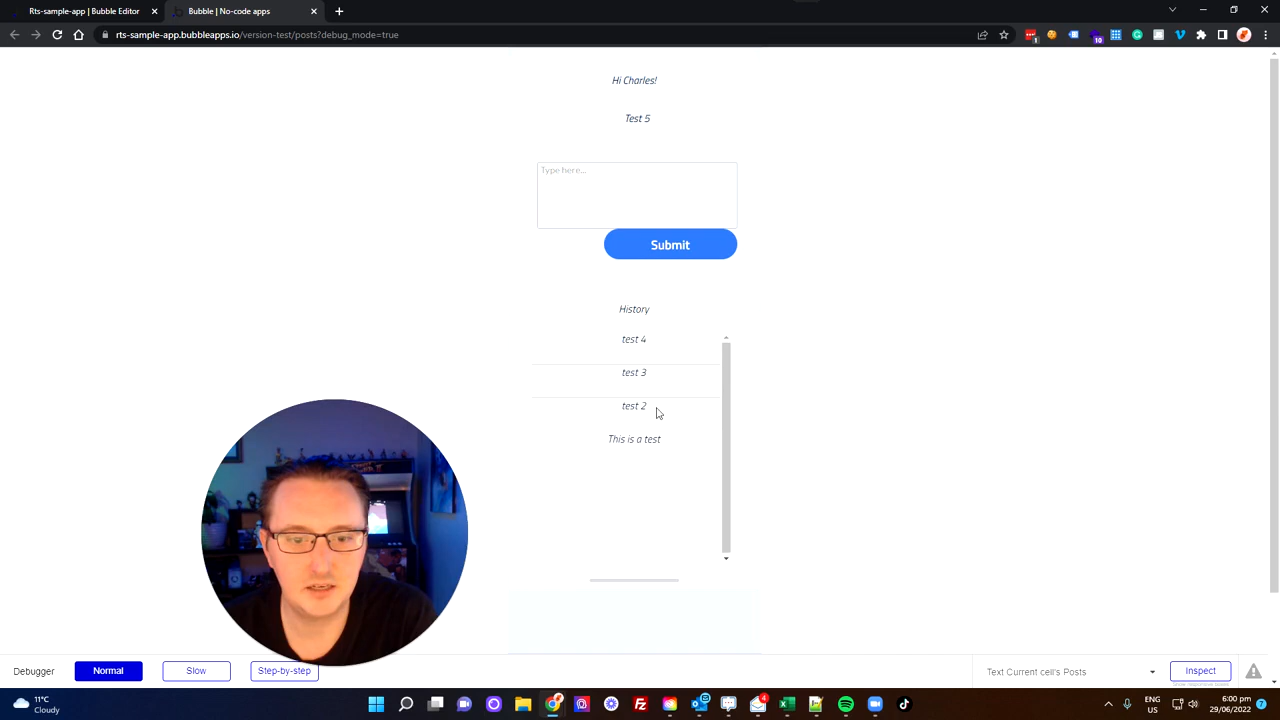 Rts-sample-app | Bubble Editor
Bubble | No-code apps
rts-sample-app.bubbleapps.io/version-test/posts?debug_mode=true
Hi Charles!
Test 5
Type here...
Submit
History
test 4
test 3
test 2
This is a test
Debugger
Normal
Slow
Step-by-step
Text Current cell's Posts
Inspect
11°C
Cloudy
ENG
US
6:00 pm
29/06/2022